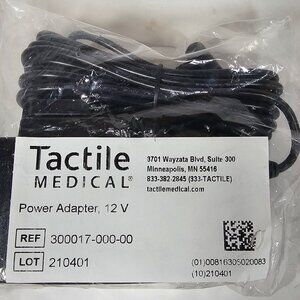 Tactile
MEDICAL®
3701 Wayzata Blvd, Suite 300
Minneapolis, MN 55416
833-382-2845 (833-TACTILE)
tactilemedical.com
Power Adapter, 12 V
REF 300017-000-00
LOT 210401
(01)00816305020083
(10)210401